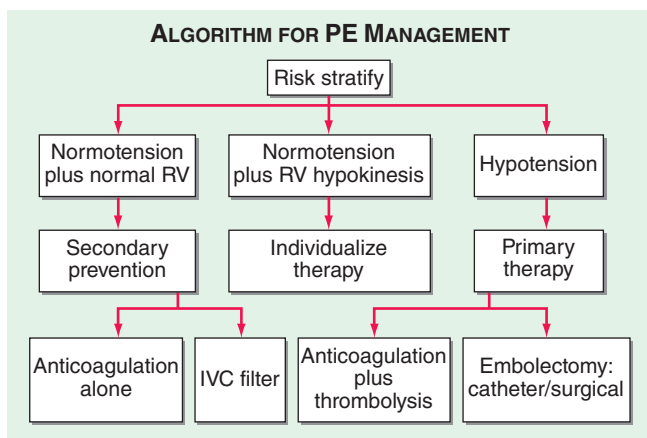 ALGORITHM FOR PE MANAGEMENT
Risk stratify
Normotension
plus normal RV
Normotension
plus RV hypokinesis
Hypotension
Secondary
prevention
Individualize
therapy
Primary
therapy
Anticoagulation
alone
IVC filter
Anticoagulation
plus
thrombolysis
Embolectomy:
catheter/surgical